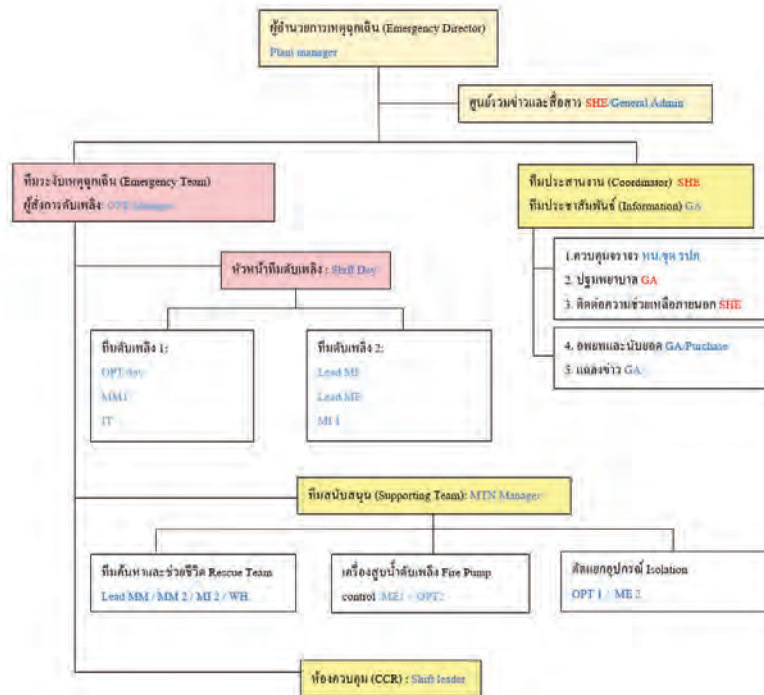 ผู้อำนวยการเหตุฉุกเฉิน (Emergency Director)
Plant manager
ศูนย์รวมข่าวและสื่อสาร SHE/General Admin
ทีมระงับเหตุฉุกเฉิน (Emergency Team)
ผู้สั่งการดับเพลิง: OPT Manager
ทีมประสานงาน (Coordinator) SHE
ทีมประชาสัมพันธ์ (Information) GA
1.ควบคุมจราจร หน.ชุด รปภ
2. ปฐมพยาบาล GA
3. ติดต่อความช่วยเหลือภายนอก SHE
4. อพยพและนับยอด GA/Purchase
5. แถลงข่าว GA
หัวหน้าทีมดับเพลิง : Shift Day
ทีมดับเพลิง 1:
OPT day
MM1
IT
ทีมดับเพลิง 2:
Lead MI
Lead ME
MI 1
ทีมสนับสนุน (Supporting Team): MTN Manager
ทีมค้นหาและช่วยชีวิต Rescue Team
Lead MM / MM 2 / MI 2 / WH
เครื่องสูบน้ำดับเพลิง Fire Pump
control ME1 / OPT2
ตัดแยกอุปกรณ์ Isolation
OPT 1 / ME 2
ห้องควบคุม (CCR) : Shift leader